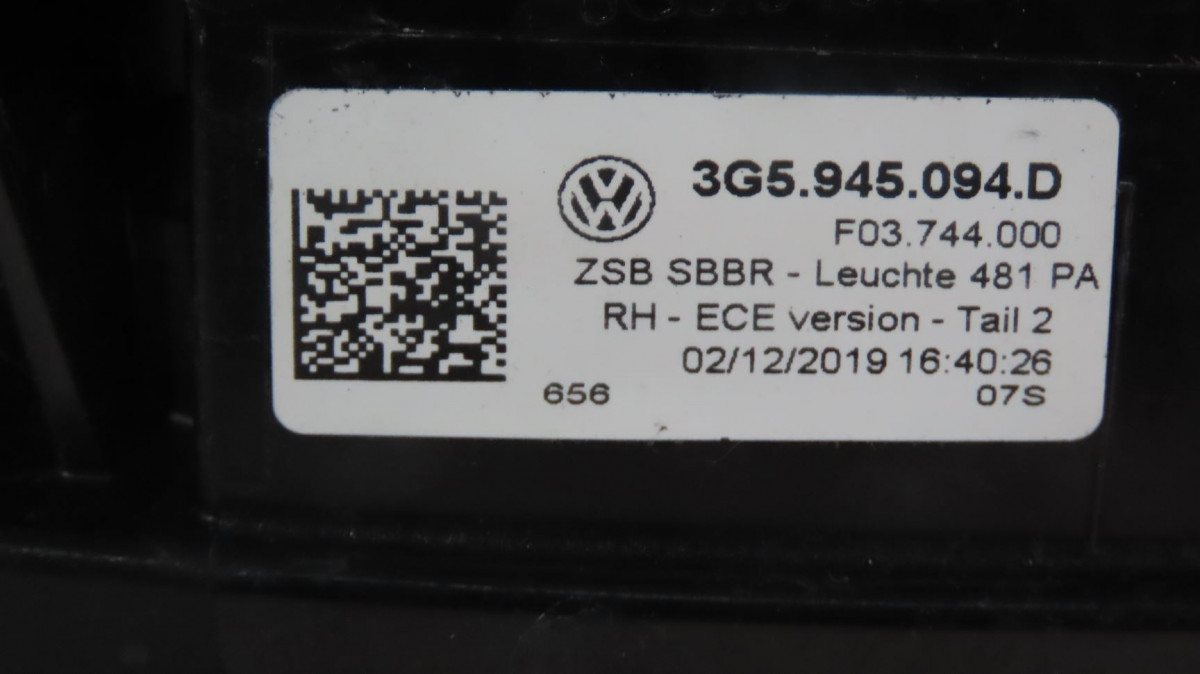 3G5.945.094.D
F03.744.000
ZSB SBBR - Leuchte 481 PA
RH - ECE version - Tail 2
02/12/2019 16:40:26
656 07S